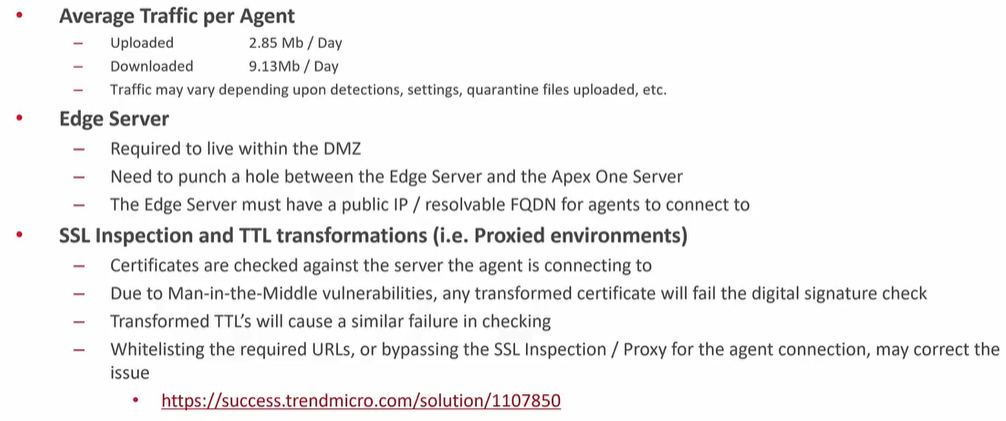 • Average Traffic per Agent
– Uploaded 2.85 Mb / Day
– Downloaded 9.13Mb / Day
– Traffic may vary depending upon detections, settings, quarantine files uploaded, etc.
• Edge Server
– Required to live within the DMZ
– Need to punch a hole between the Edge Server and the Apex One Server
– The Edge Server must have a public IP / resolvable FQDN for agents to connect to
• SSL Inspection and TTL transformations (i.e. Proxied environments)
– Certificates are checked against the server the agent is connecting to
– Due to Man-in-the-Middle vulnerabilities, any transformed certificate will fail the digital signature check
– Transformed TTL's will cause a similar failure in checking
– Whitelisting the required URLs, or bypassing the SSL Inspection / Proxy for the agent connection, may correct the
issue
• https://success.trendmicro.com/solution/1107850